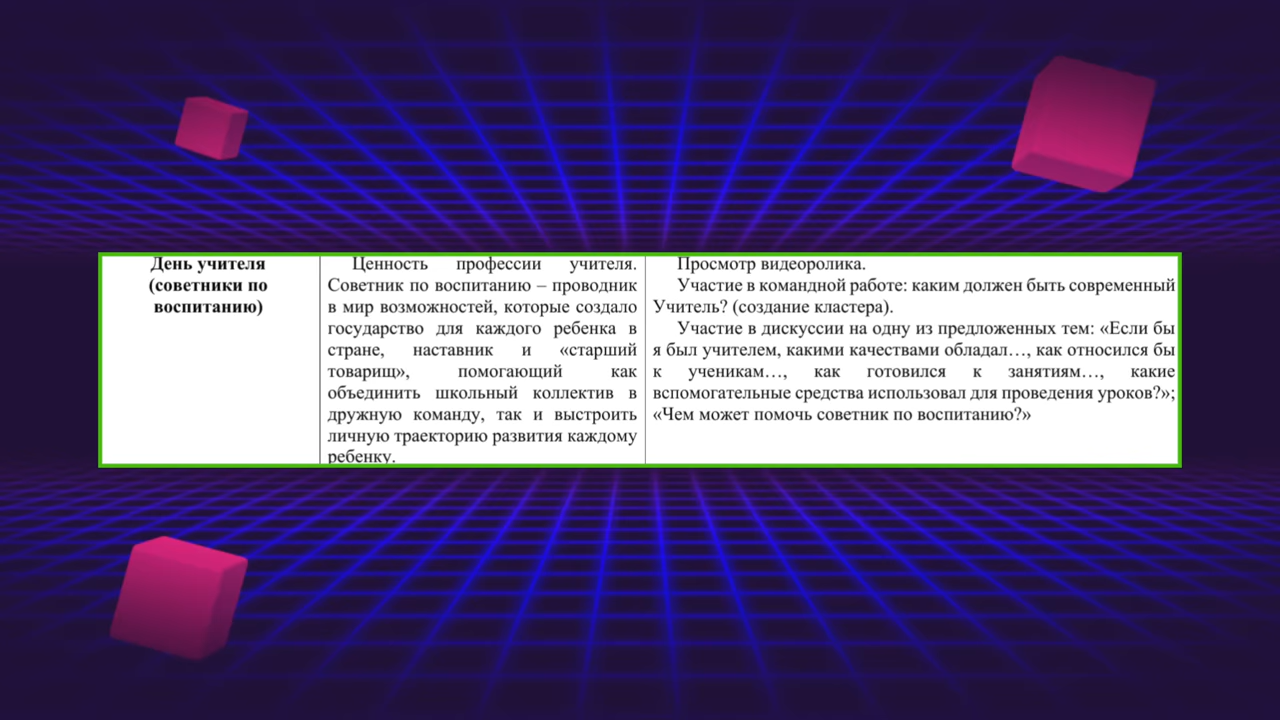 День учителя
(советники по
воспитанию)
Ценность профессии учителя.
Советник по воспитанию – проводник
в мир возможностей, которые создало
государство для каждого ребенка в
стране, наставник и «старший
товарищ», помогающий как
объединить школьный коллектив в
дружную команду, так и выстроить
личную траекторию развития каждому
ребенку.
Просмотр видеоролика.
Участие в командной работе: каким должен быть современный
Учитель? (создание кластера).
Участие в дискуссии на одну из предложенных тем: «Если бы
я был учителем, какими качествами обладал…, как относился бы
к ученикам…, как готовился к занятиям…, какие
вспомогательные средства использовал для проведения уроков?»;
«Чем может помочь советник по воспитанию?»